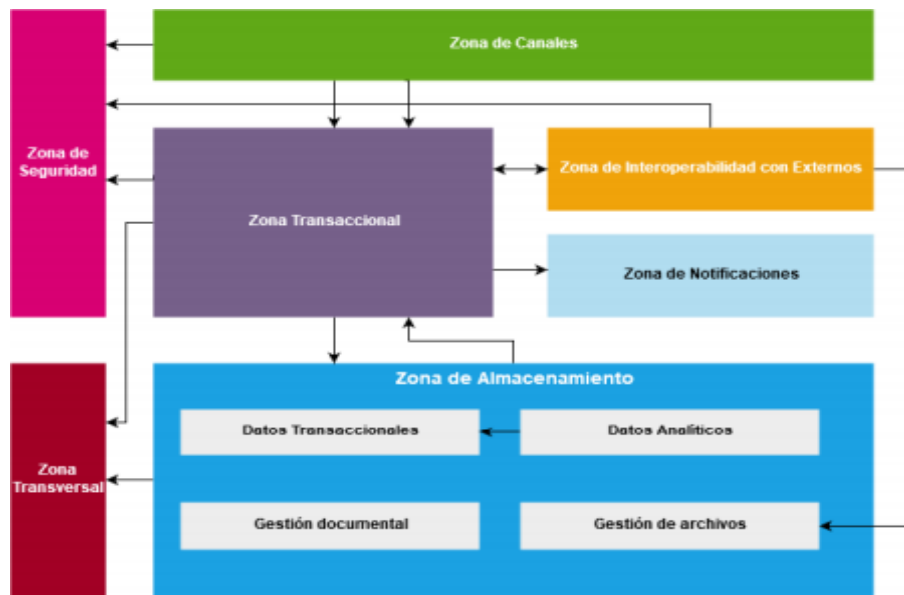 Zona de Canales
Zona de
Seguridad
Zona de Interoperabilidad con Externos
Zona Transaccional
Zona de Notificaciones
Zona de Almacenamiento
Datos Transaccionales
Datos Analíticos
Zona
Transversal
Gestión documental
Gestión de archivos